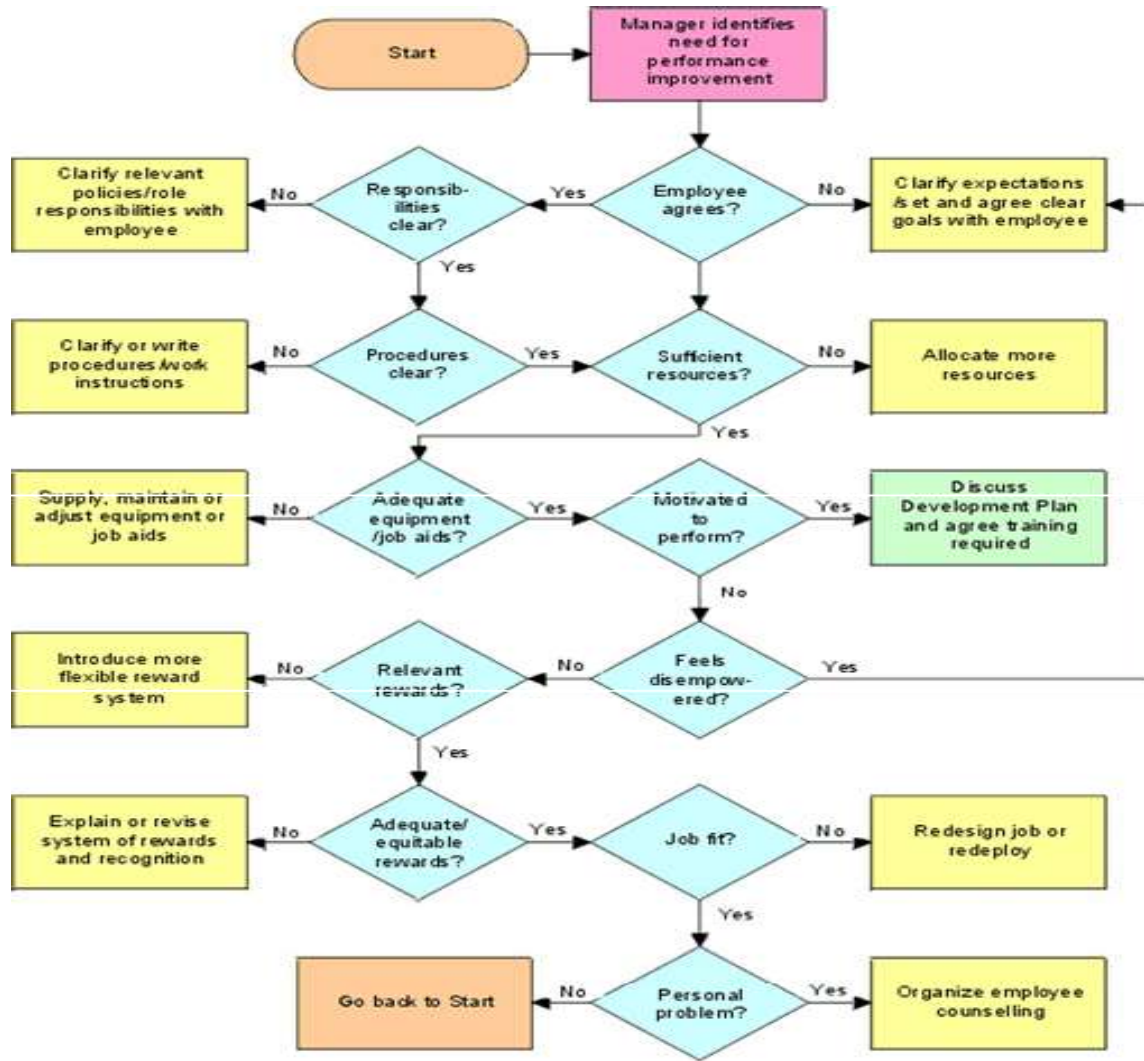 Start
Manager identifies
need for
performance
improvement
Clarify relevant
policies/role
responsibilities with
employee
No
Responsib-
ilities
clear?
Yes
Employee
agrees?
No
Clarify expectations
/set and agree clear
goals with employee
Yes
Clarify or write
procedures/work
instructions
No
Procedures
clear?
Yes
Sufficient
resources?
No
Allocate more
resources
Yes
Supply, maintain or
adjust equipment or
job aids
No
Adequate
equipment
/job aids?
Yes
Motivated
to
perform?
Yes
Discuss
Development Plan
and agree training
required
No
Introduce more
flexible reward
system
No
Relevant
rewards?
No
Feels
disempow-
ered?
Yes
Yes
Explain or revise
system of rewards
and recognition
No
Adequate/
equitable
rewards?
Yes
Job fit?
No
Redesign job or
redeploy
Yes
Go back to Start
No
Personal
problem?
Yes
Organize employee
counselling